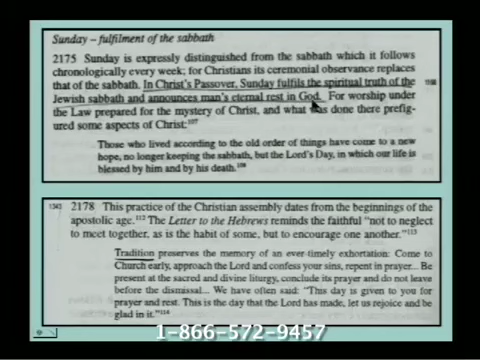 Sunday – fulfilment of the sabbath
2175 Sunday is expressly distinguished from the sabbath which it follows
chronologically every week; for Christians its ceremonial observance replaces
that of the sabbath. In Christ's Passover, Sunday fulfils the spiritual truth of the
Jewish sabbath and announces man's eternal rest in God. For worship under
the Law prepared for the mystery of Christ, and what was done there prefig-
ured some aspects of Christ:107
Those who lived according to the old order of things have come to a new
hope, no longer keeping the sabbath, but the Lord's Day, in which our life is
blessed by him and by his death.108
1343 2178 This practice of the Christian assembly dates from the beginnings of the
apostolic age.112 The Letter to the Hebrews reminds the faithful "not to neglect
to meet together, as is the habit of some, but to encourage one another."113
Tradition preserves the memory of an ever-timely exhortation: Come to
Church early, approach the Lord and confess your sins, repent in prayer... Be
present at the sacred and divine liturgy, conclude its prayer and do not leave
before the dismissal... We have often said: "This day is given to you for
prayer and rest. This is the day that the Lord has made, let us rejoice and be
glad in it."114
1-866-572-9457